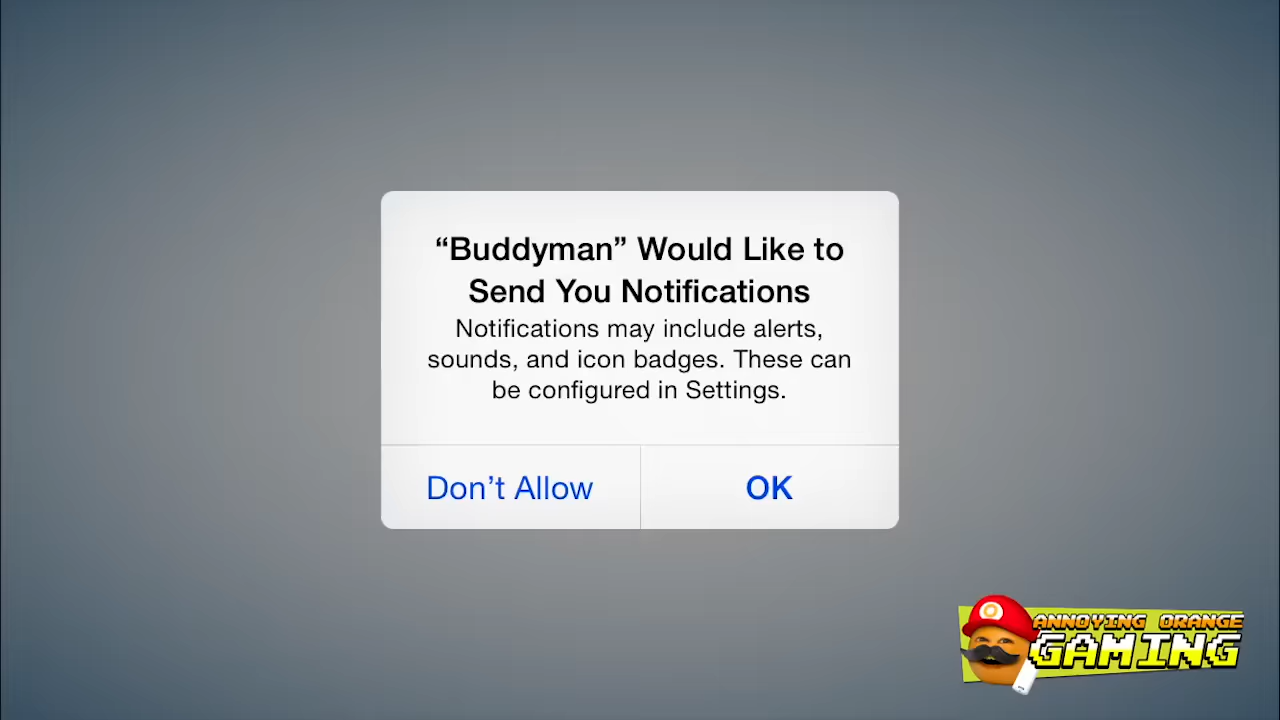 “Buddyman” Would Like to
Send You Notifications
Notifications may include alerts,
sounds, and icon badges. These can
be configured in Settings.
Don’t Allow
OK
ANNOYING ORANGE
GAMING